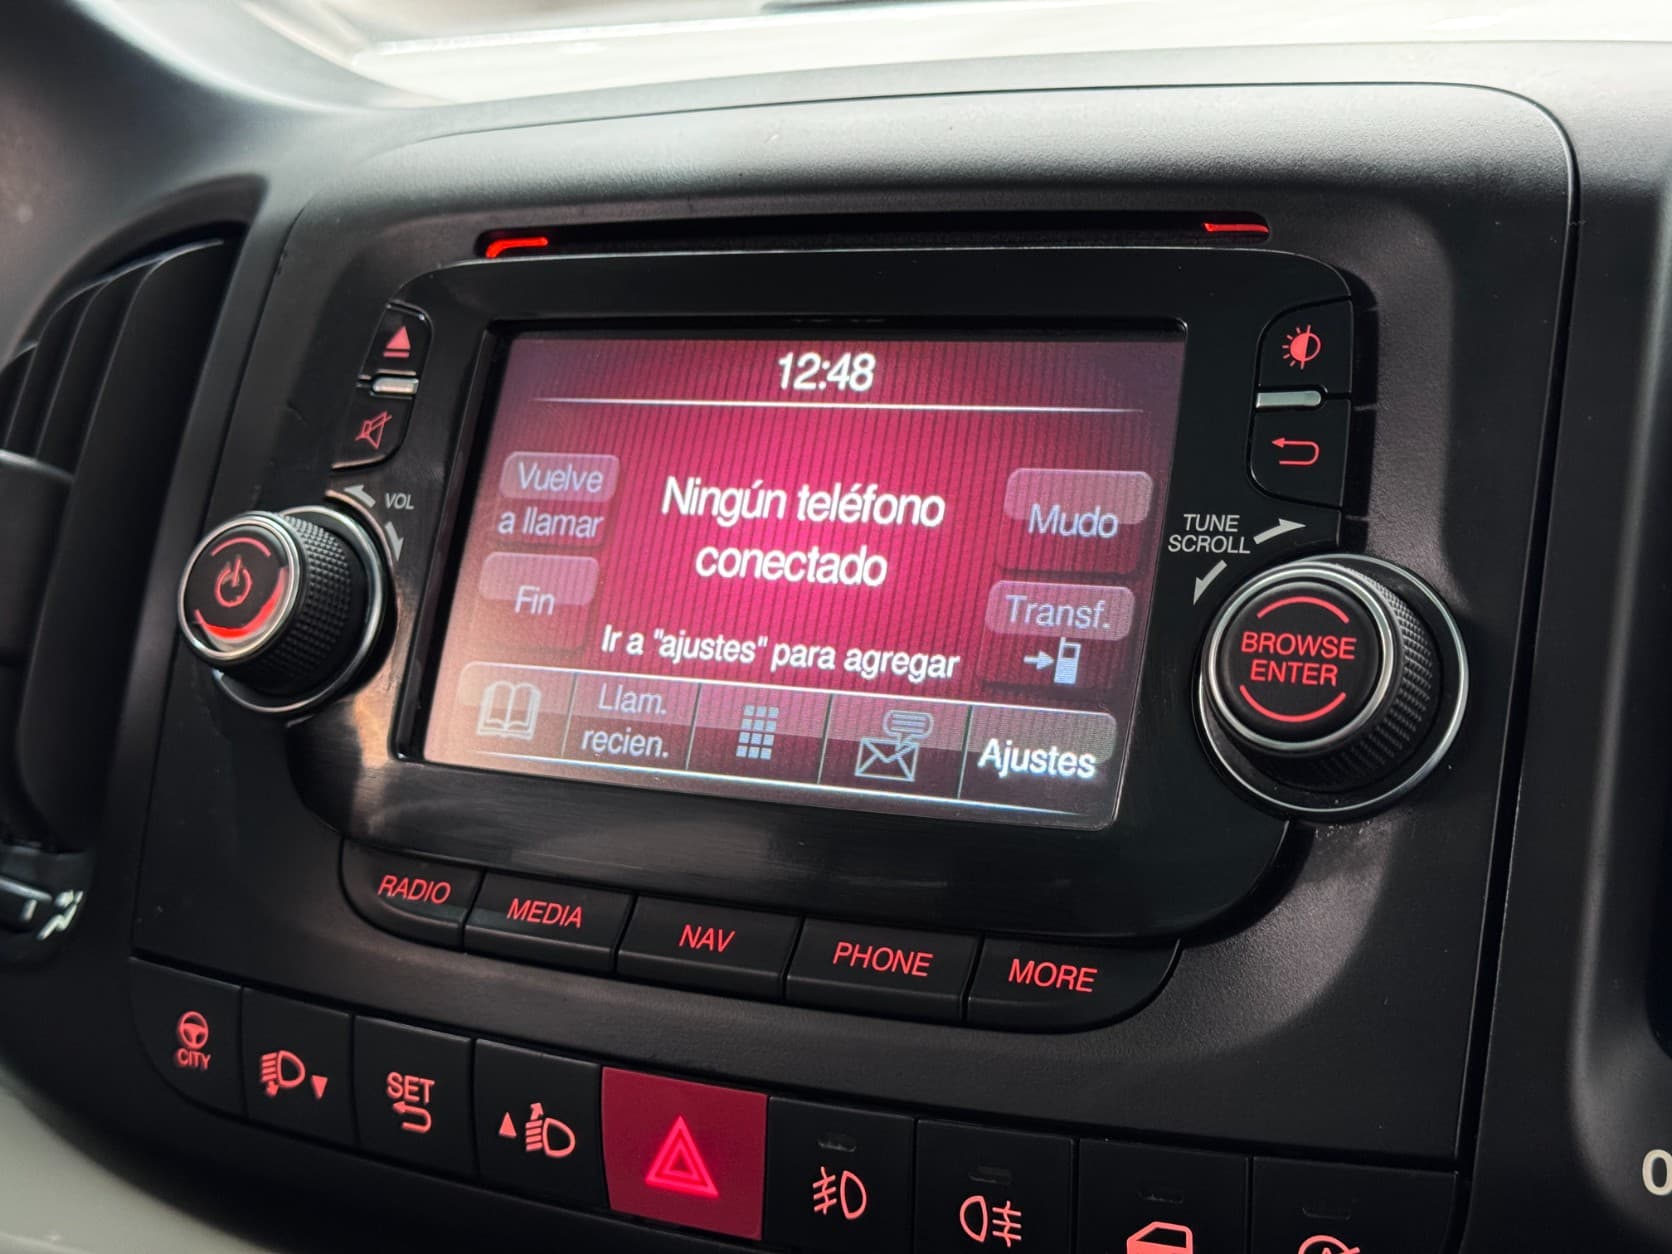 12:48
Vuelve
a llamar
Ningún teléfono
conectado
Mudo
Fin
Transf.
Ir a "ajustes" para agregar
Llam.
recien.
Ajustes
VOL
TUNE
SCROLL
BROWSE
ENTER
RADIO
MEDIA
NAV
PHONE
MORE
CITY
SET